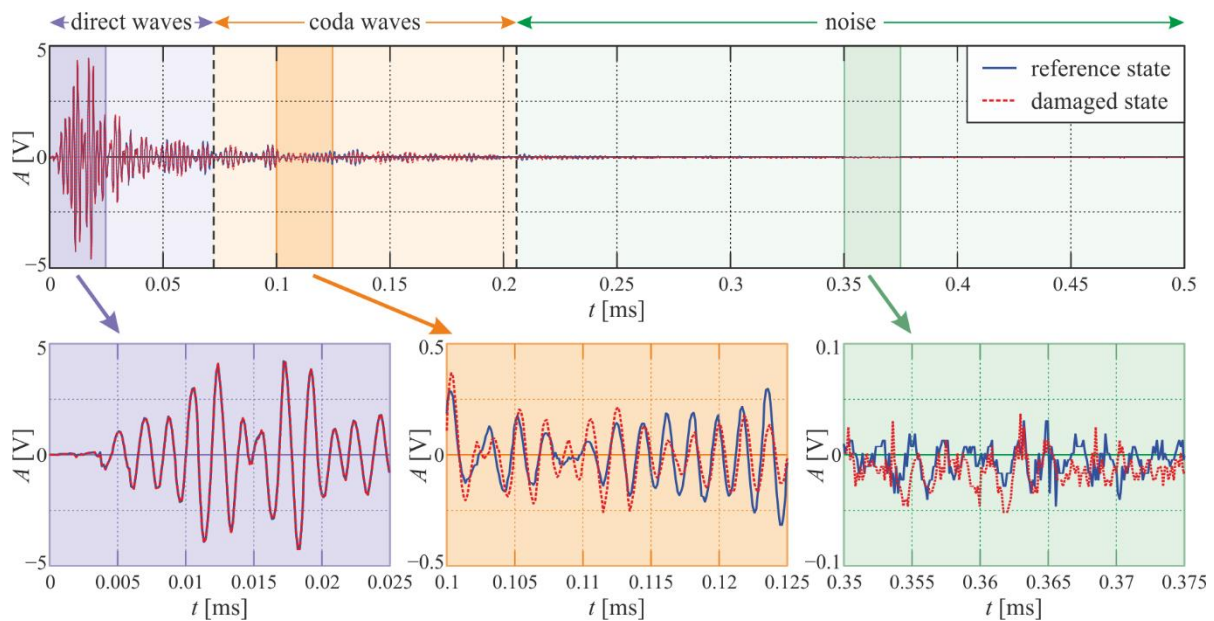 direct waves coda waves noise
5
0
−5
A [V]
reference state
damaged state
0 0.05 0.1 0.15 0.2 0.25 0.3 0.35 0.4 0.45 0.5
t [ms]
5
0
−5
A [V]
0 0.005 0.01 0.015 0.02 0.025
t [ms]
0.5
0
−0.5
A [V]
0.1 0.105 0.11 0.115 0.12 0.125
t [ms]
0.1
0
−0.1
A [V]
0.35 0.355 0.36 0.365 0.37 0.375
t [ms]